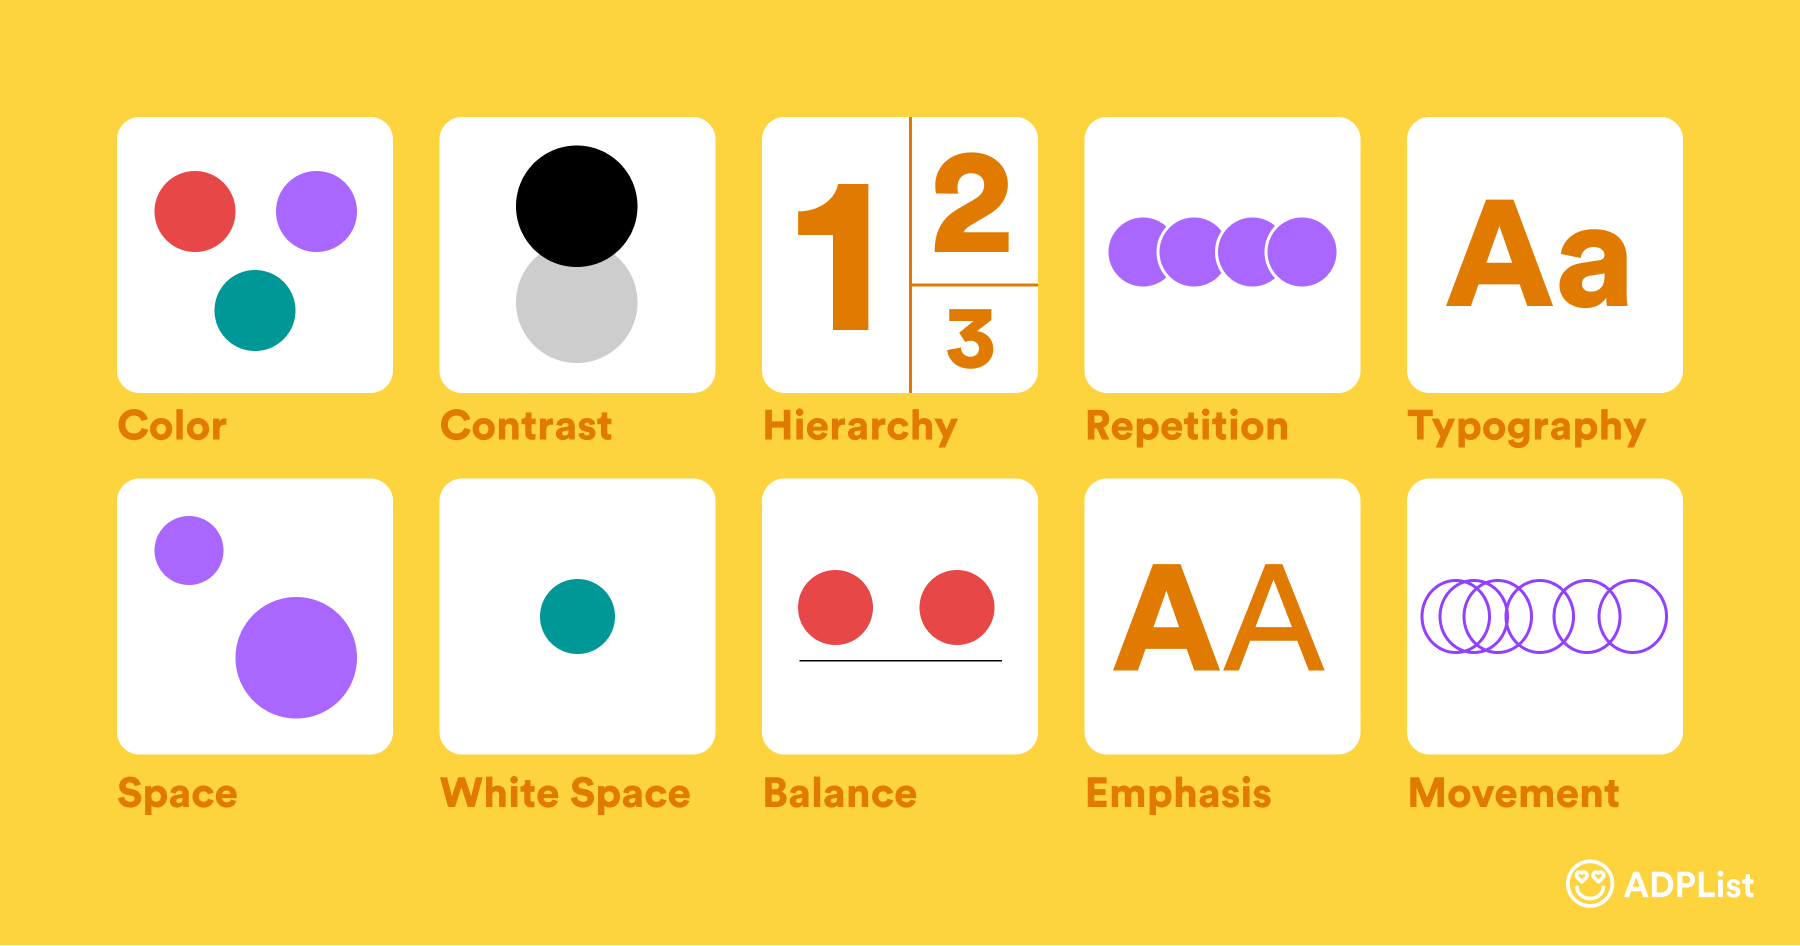 1
2
3
Aa
Color
Contrast
Hierarchy
Repetition
Typography
AA
Space
White Space
Balance
Emphasis
Movement
ADPList